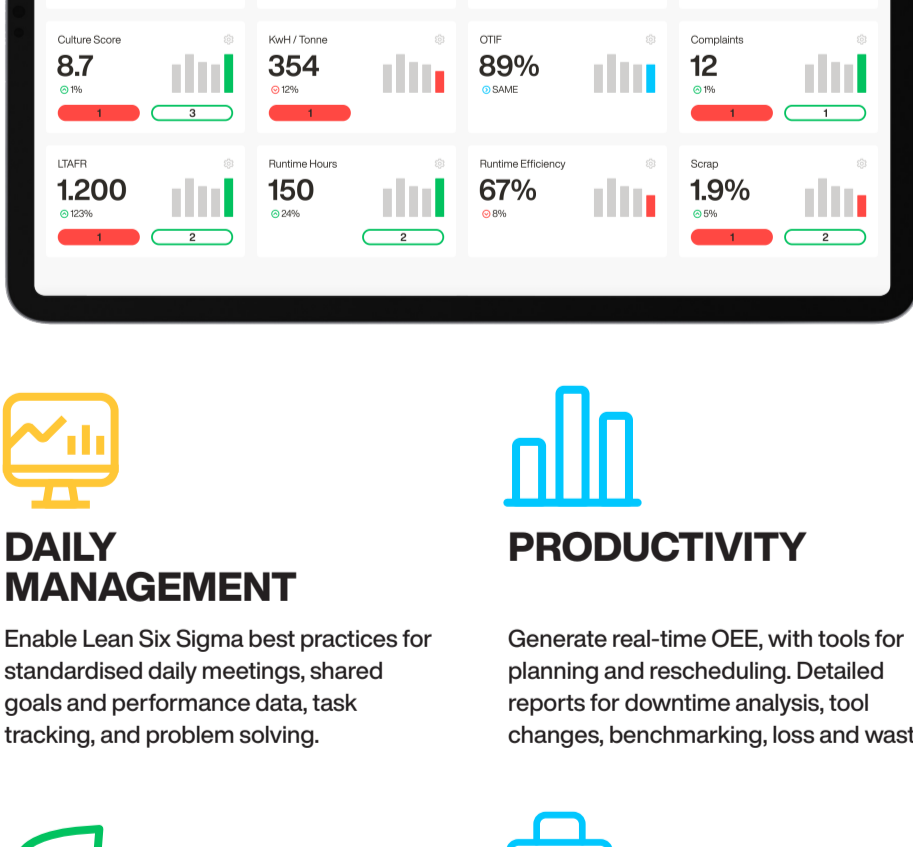 Culture Score
8.7
1%
1
3
KwH / Tonne
354
12%
1
OTIF
89%
SAME
Complaints
12
1%
1
1
LTAFR
1.200
123%
1
2
Runtime Hours
150
24%
2
Runtime Efficiency
67%
8%
Scrap
1.9%
5%
1
2
DAILY
MANAGEMENT
Enable Lean Six Sigma best practices for
standardised daily meetings, shared
goals and performance data, task
tracking, and problem solving.
PRODUCTIVITY
Generate real-time OEE, with tools for
planning and rescheduling. Detailed
reports for downtime analysis, tool
changes, benchmarking, loss and wast